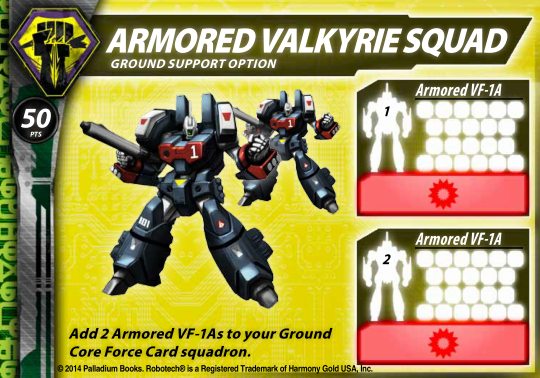 ARMORED VALKYRIE SQUAD
GROUND SUPPORT OPTION
50
PTS
Armored VF-1A
1
Armored VF-1A
2
1
101
Add 2 Armored VF-1As to your Ground
Core Force Card squadron.
© 2014 Palladium Books. Robotech® is a Registered Trademark of Harmony Gold USA, Inc.